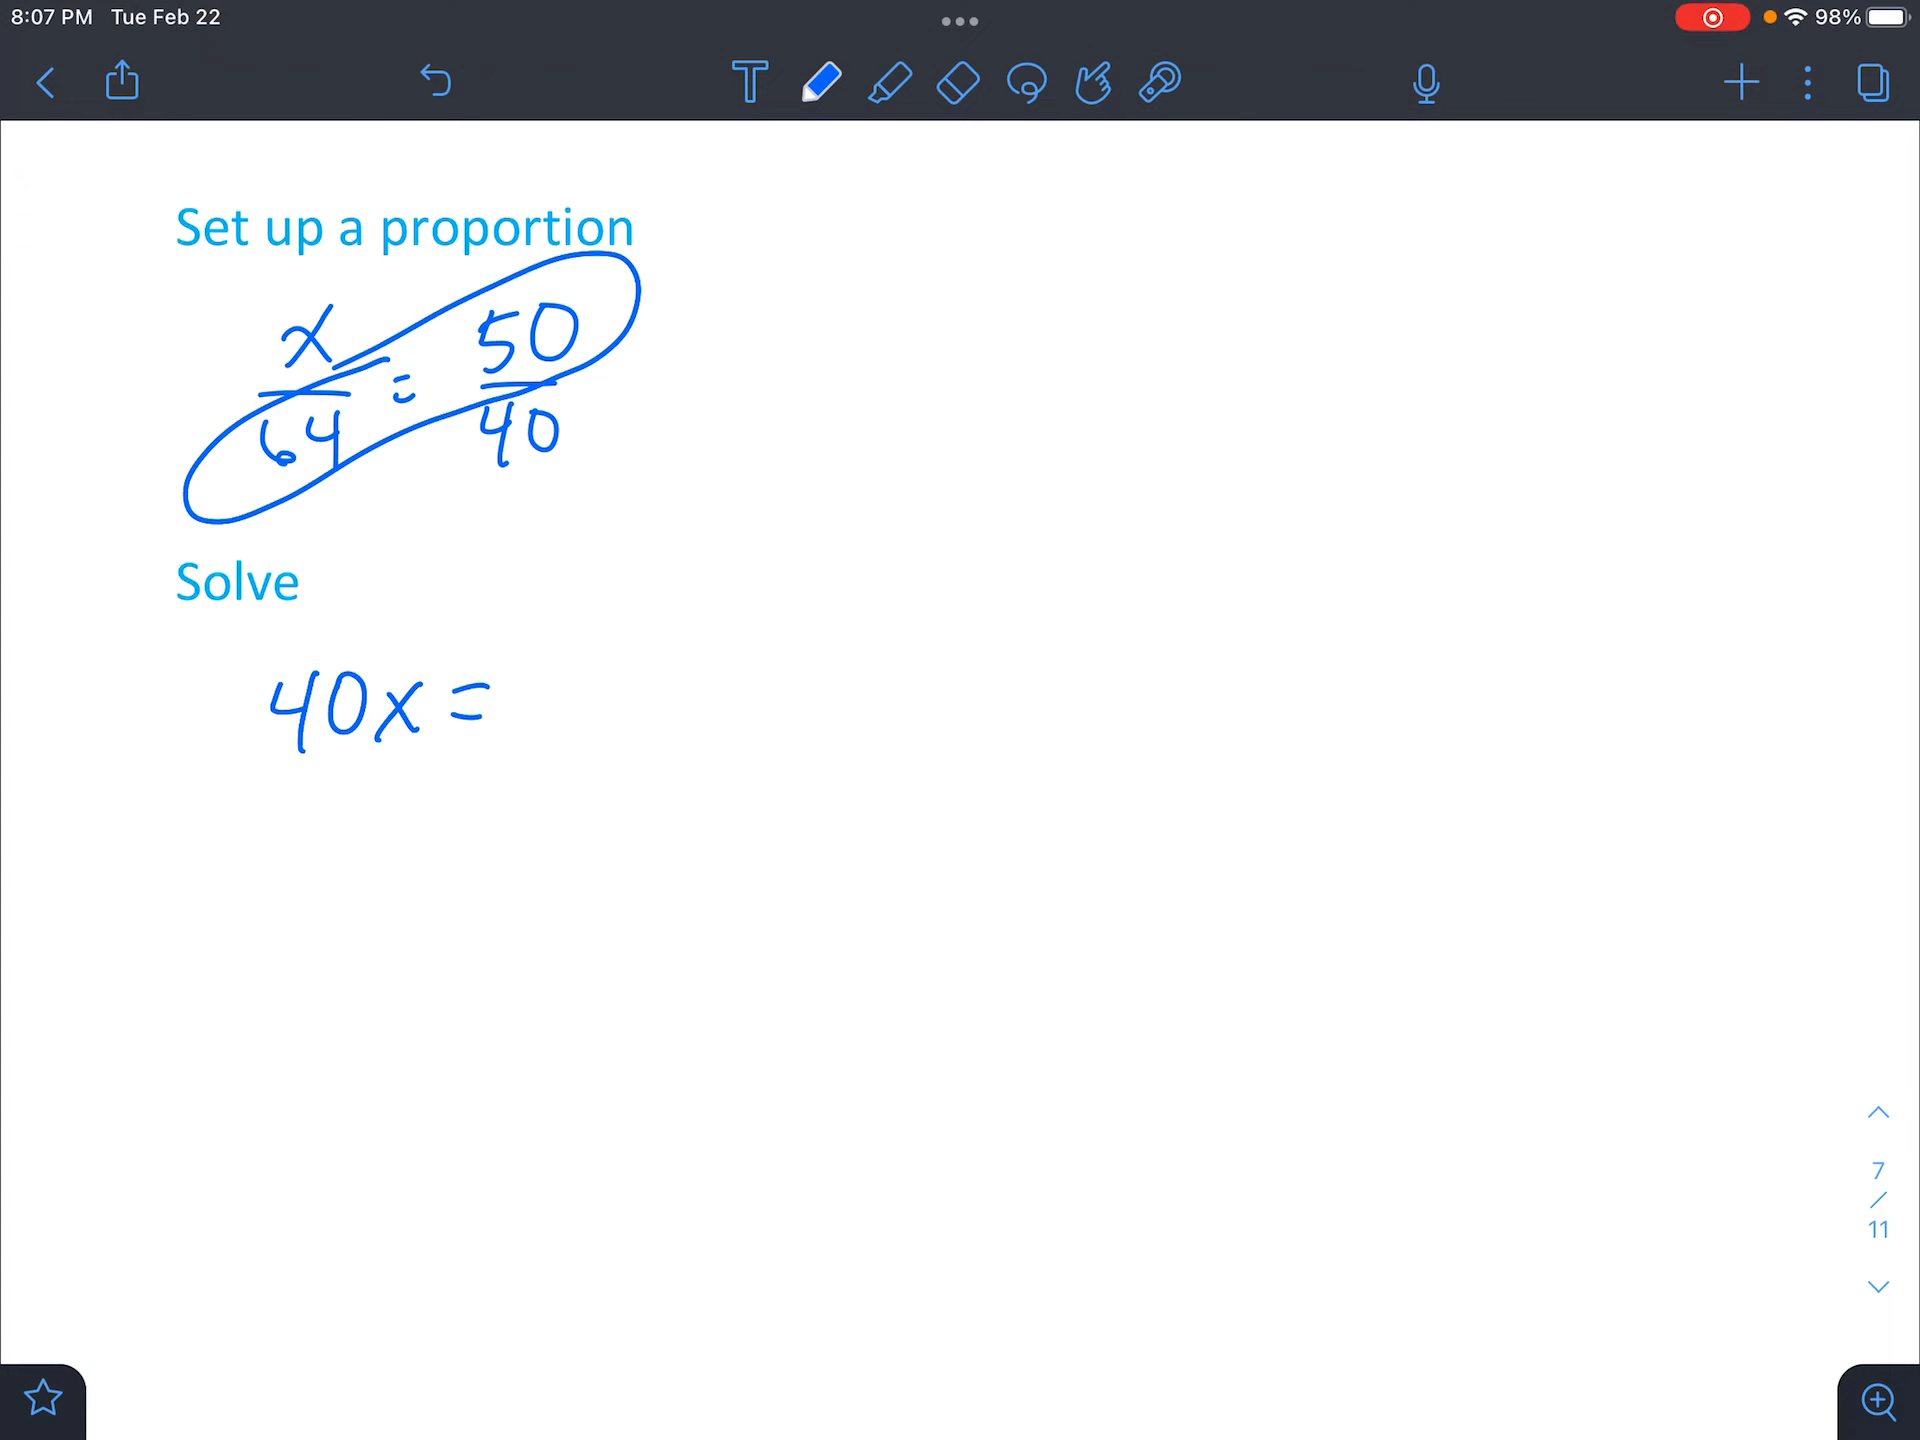 8:07 PM Tue Feb 22
98%
T
Set up a proportion
x/64 = 50/40
Solve
40x =
7
/
11